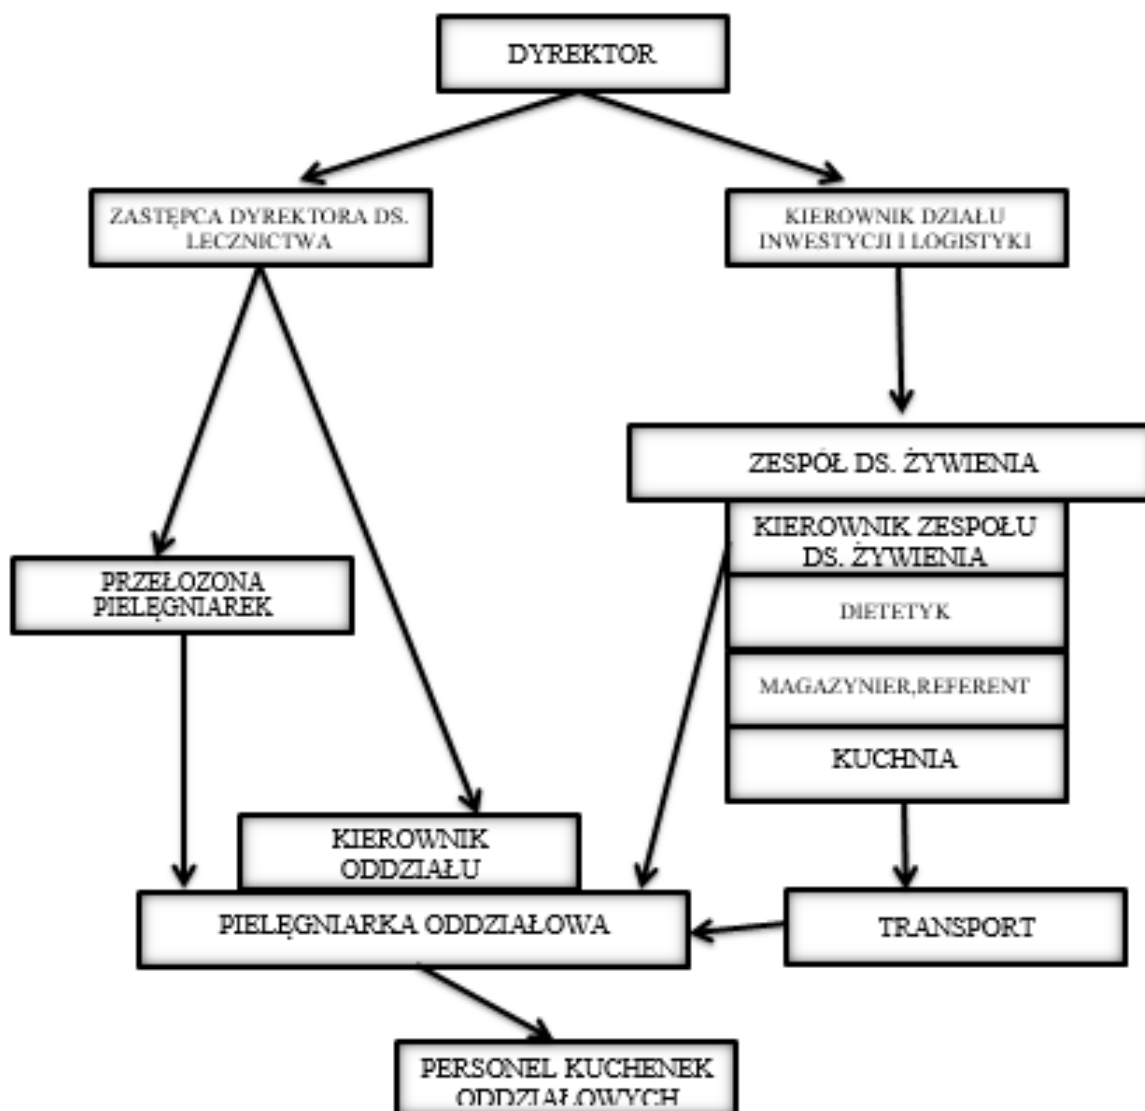 DYREKTOR
ZASTĘPCA DYREKTORA DS.
LECZNICTWA
KIEROWNIK DZIAŁU
INWESTYCJI I LOGISTYKI
ZESPÓŁ DS. ŻYWIENIA
KIEROWNIK ZESPOŁU
DS. ŻYWIENIA
PRZEŁOZONA
PIELĘGNIAREK
DIETETYK
MAGAZYNIER,REFERENT
KUCHNIA
KIEROWNIK
ODDZIAŁU
PIELĘGNIARKA ODDZIAŁOWA
TRANSPORT
PERSONEL KUCHENEK
ODDZIAŁOWYCH